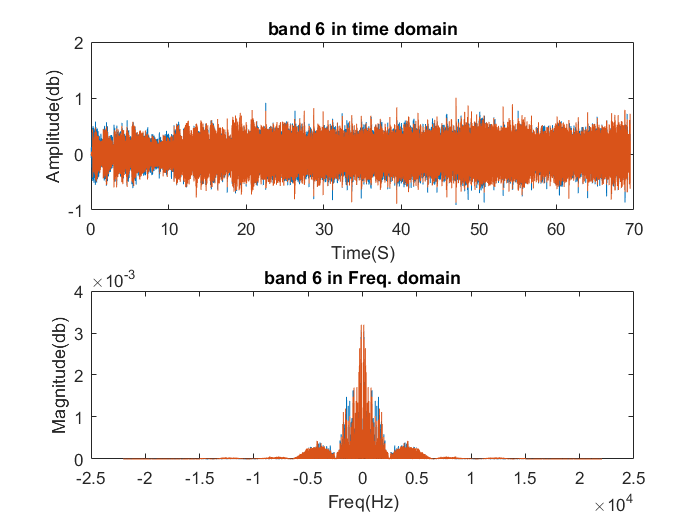 band 6 in time domain
2
1
0
-1
Amplitude(db)
0 10 20 30 40 50 60 70
Time(S)
band 6 in Freq. domain
×10-3
4
3
2
1
0
Magnitude(db)
-2.5 -2 -1.5 -1 -0.5 0 0.5 1 1.5 2 2.5
Freq(Hz)
×104